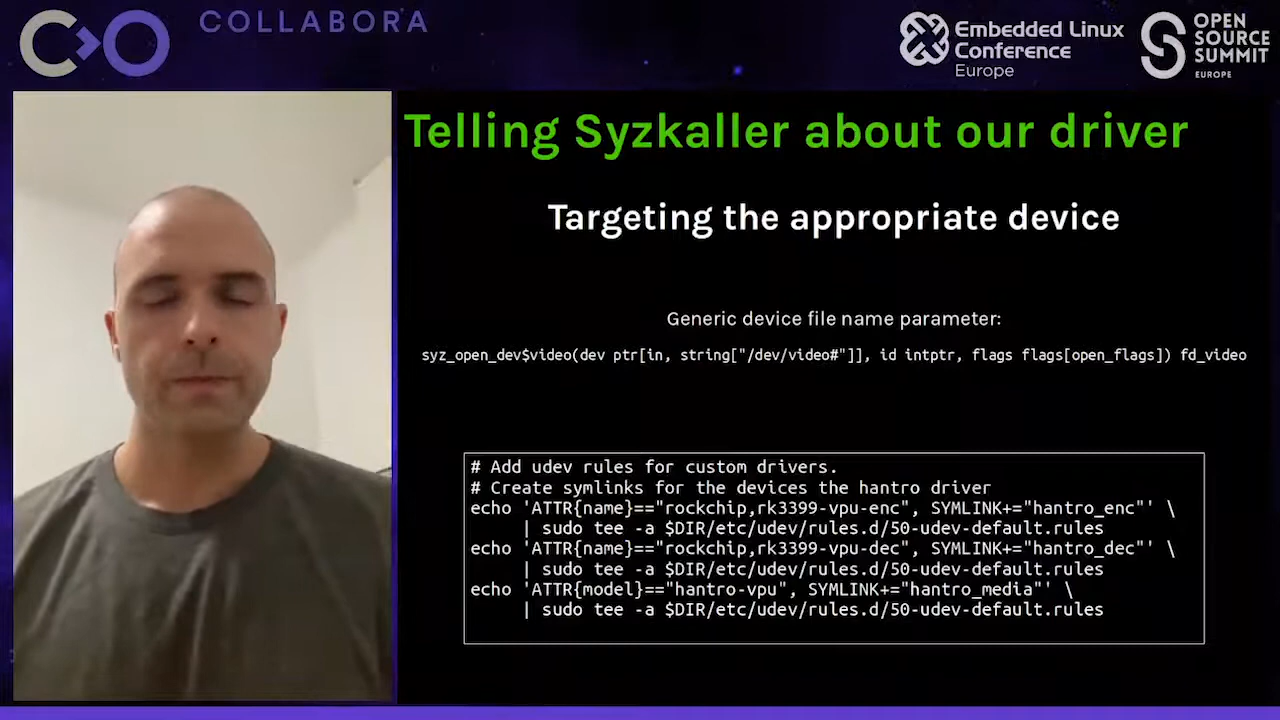 COLLABORA
Embedded Linux
Conference
Europe
OPEN
SOURCE
SUMMIT
EUROPE
Telling Syzkaller about our driver
Targeting the appropriate device
Generic device file name parameter:
syz_open_dev$video(dev ptr[in, string["/dev/video#"]], id intptr, flags flags[open_flags]) fd_video
# Add udev rules for custom drivers.
# Create symlinks for the devices the hantro driver
echo 'ATTR{name}=="rockchip,rk3399-vpu-enc", SYMLINK+="hantro_enc"' \
| sudo tee -a $DIR/etc/udev/rules.d/50-udev-default.rules
echo 'ATTR{name}=="rockchip,rk3399-vpu-dec", SYMLINK+="hantro_dec"' \
| sudo tee -a $DIR/etc/udev/rules.d/50-udev-default.rules
echo 'ATTR{model}=="hantro-vpu", SYMLINK+="hantro_media"' \
| sudo tee -a $DIR/etc/udev/rules.d/50-udev-default.rules